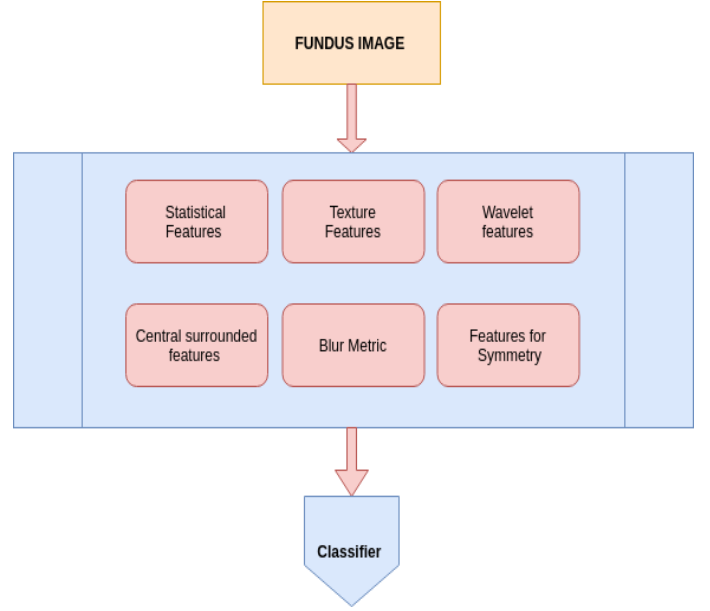 FUNDUS IMAGE
Statistical
Features
Texture
Features
Wavelet
features
Central surrounded
features
Blur Metric
Features for
Symmetry
Classifier